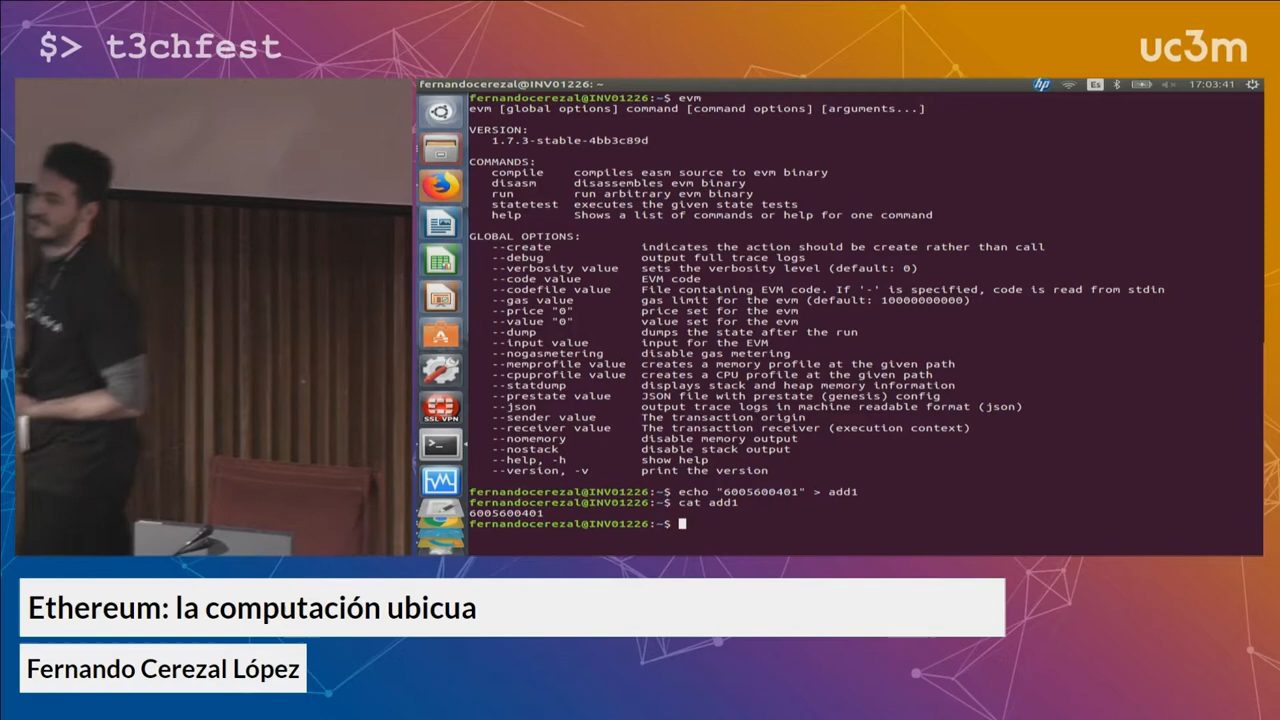 $> t3chfest
uc3m
fernandocerezal@INV01226: ~
hp
Es
17:03:41
fernandocerezal@INV01226:~$ evm
evm [global options] command [command options] [arguments...]
VERSION:
1.7.3-stable-4bb3c89d
COMMANDS:
compile compiles easm source to evm binary
disasm disassembles evm binary
run run arbitrary evm binary
statetest executes the given state tests
help Shows a list of commands or help for one command
GLOBAL OPTIONS:
--create indicates the action should be create rather than call
--debug output full trace logs
--verbosity value sets the verbosity level (default: 0)
--code value EVM code
--codefile value File containing EVM code. If '-' is specified, code is read from stdin
--gas value gas limit for the evm (default: 10000000000)
--price "0" price set for the evm
--value "0" value set for the evm
--dump dumps the state after the run
--input value input for the EVM
--nogasmetering disable gas metering
--memprofile value creates a memory profile at the given path
--cpuprofile value creates a CPU profile at the given path
--statdump displays stack and heap memory information
--prestate value JSON file with prestate (genesis) config
--json output trace logs in machine readable format (json)
--sender value The transaction origin
--receiver value The transaction receiver (execution context)
--nomemory disable memory output
--nostack disable stack output
--help, -h show help
--version, -v print the version
fernandocerezal@INV01226:~$ echo "6005600401" > add1
fernandocerezal@INV01226:~$ cat add1
6005600401
fernandocerezal@INV01226:~$
SSL VPN
Ethereum: la computación ubicua
Fernando Cerezal López